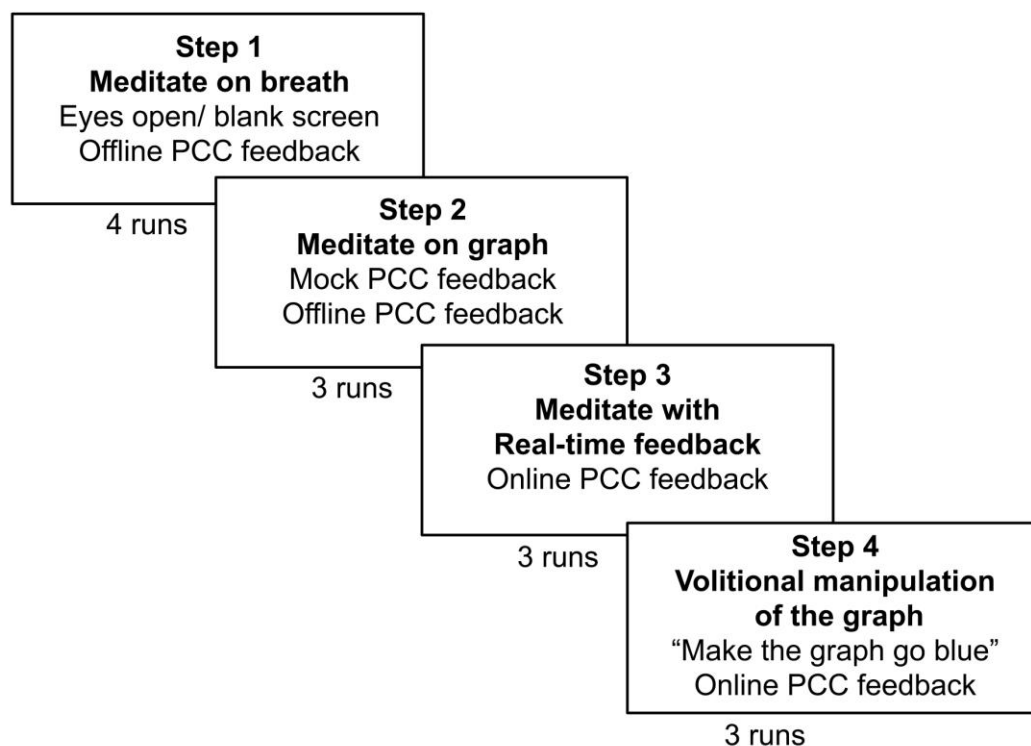 Step 1
Meditate on breath
Eyes open/ blank screen
Offline PCC feedback
4 runs
Step 2
Meditate on graph
Mock PCC feedback
Offline PCC feedback
3 runs
Step 3
Meditate with
Real-time feedback
Online PCC feedback
3 runs
Step 4
Volitional manipulation
of the graph
“Make the graph go blue”
Online PCC feedback
3 runs